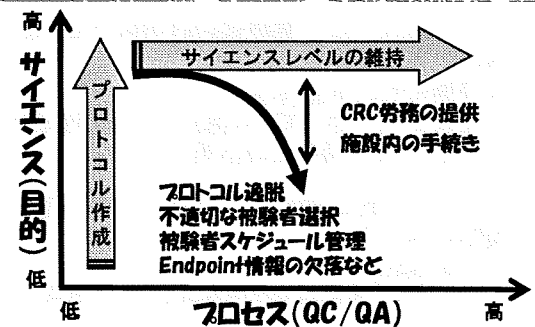 高
サイエンス(目的)
低
プロトコル作成
サイエンスレベルの維持
CRC労務の提供
施設内の手続き
プロトコル逸脱
不適切な被験者選択
被験者スケジュール管理
Endpoint情報の欠落など
低
プロセス(QC/QA)
高